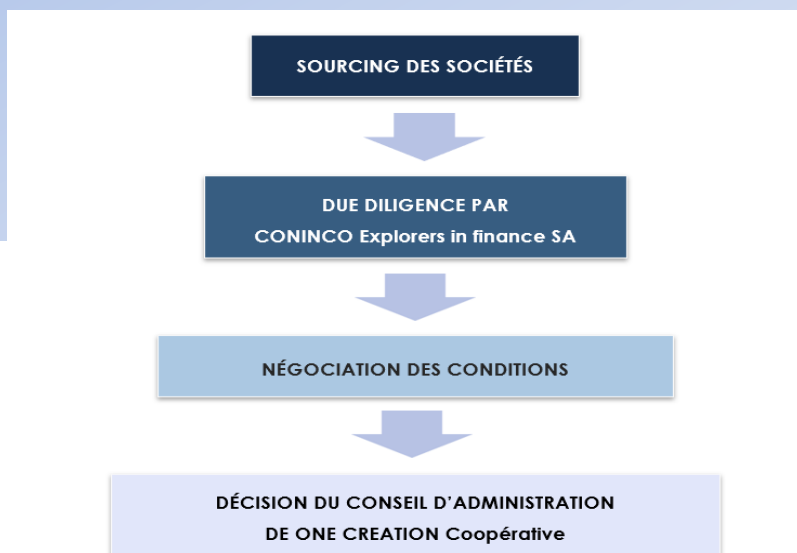 SOURCING DES SOCIÉTÉS
DUE DILIGENCE PAR
CONINCO Explorers in finance SA
NÉGOCIATION DES CONDITIONS
DÉCISION DU CONSEIL D’ADMINISTRATION
DE ONE CREATION Coopérative